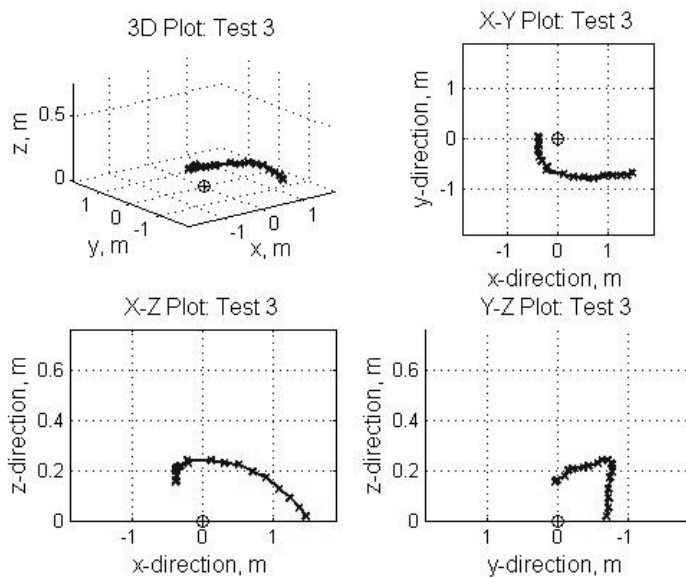 3D Plot: Test 3
X-Y Plot: Test 3
z, m
0.5
0
1
0
-1
y, m
-1
0
1
x, m
y-direction, m
1
0
-1
-1
0
1
x-direction, m
X-Z Plot: Test 3
Y-Z Plot: Test 3
z-direction, m
0.6
0.4
0.2
0
-1
0
1
x-direction, m
z-direction, m
0.6
0.4
0.2
0
1
0
-1
y-direction, m